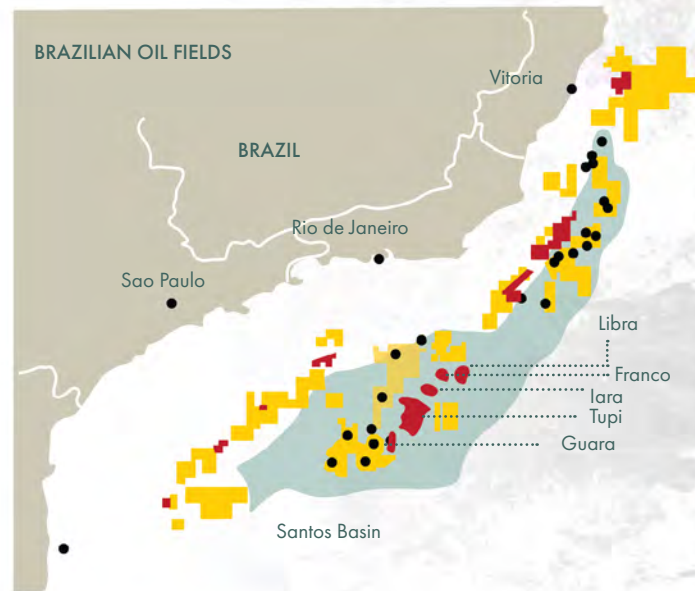 BRAZILIAN OIL FIELDS
Vitoria
BRAZIL
Rio de Janeiro
Sao Paulo
Libra
Franco
Iara
Tupi
Guara
Santos Basin